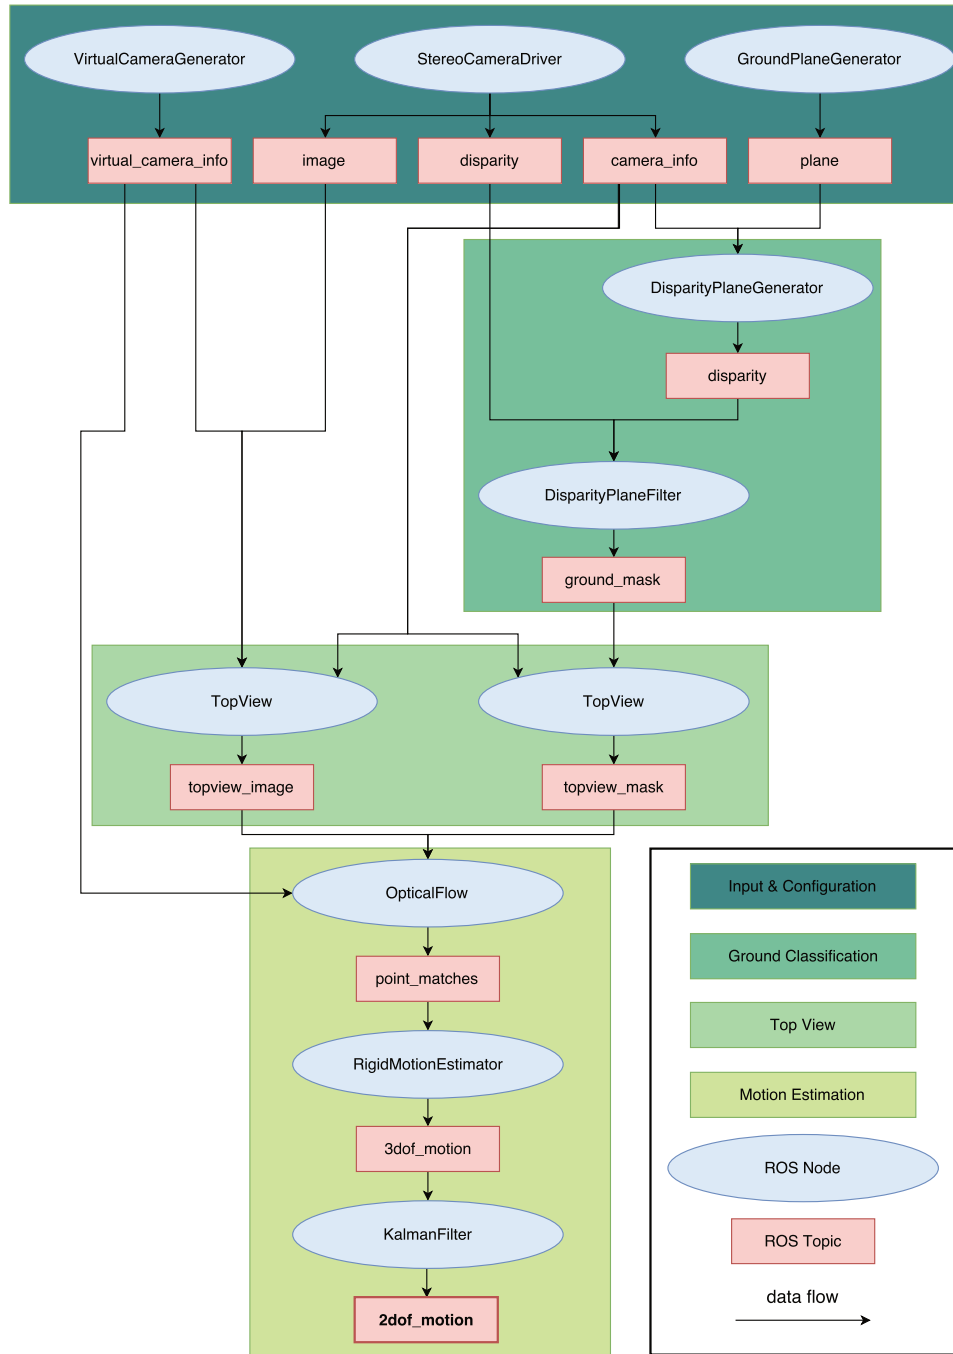 VirtualCameraGenerator
StereoCameraDriver
GroundPlaneGenerator
virtual_camera_info
image
disparity
camera_info
plane
DisparityPlaneGenerator
disparity
DisparityPlaneFilter
ground_mask
TopView
TopView
topview_image
topview_mask
OpticalFlow
point_matches
RigidMotionEstimator
3dof_motion
KalmanFilter
2dof_motion
Input & Configuration
Ground Classification
Top View
Motion Estimation
ROS Node
ROS Topic
data flow